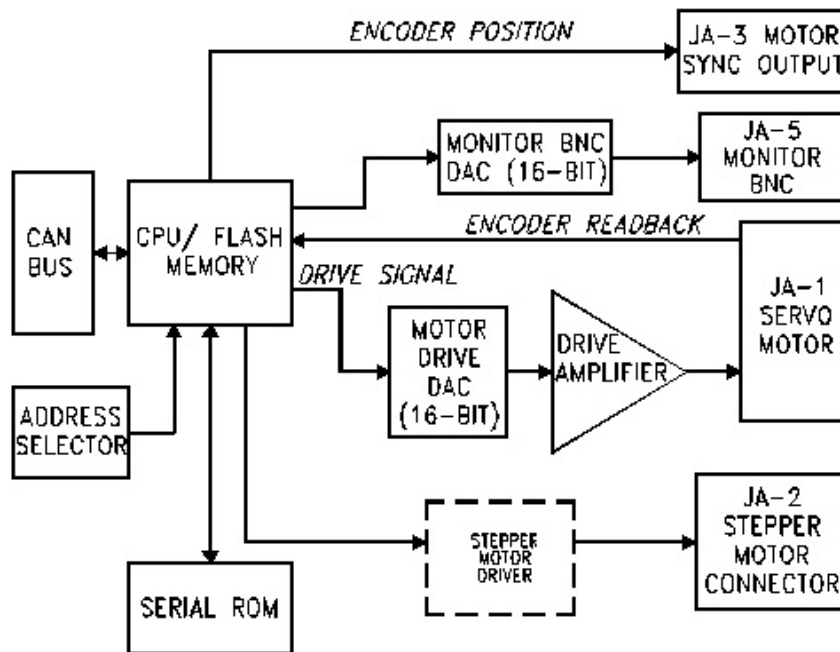 ENCODER POSITION
JA-3 MOTOR
SYNC OUTPUT
MONITOR BNC
DAC (16-BIT)
JA-5
MONITOR
BNC
CAN
BUS
CPU/ FLASH
MEMORY
ENCODER READBACK
DRIVE SIGNAL
JA-1
SERVO
MOTOR
MOTOR
DRIVE
DAC
(16-BIT)
DRIVE
AMPLIFIER
ADDRESS
SELECTOR
STEPPER
MOTOR
DRIVER
JA-2
STEPPER
MOTOR
CONNECTOR
SERIAL ROM